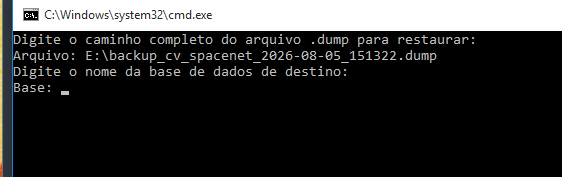 C:\Windows\system32\cmd.exe
Digite o caminho completo do arquivo .dump para restaurar:
Arquivo: E:\backup_cv_spacenet_2026-08-05_151322.dump
Digite o nome da base de dados de destino:
Base: